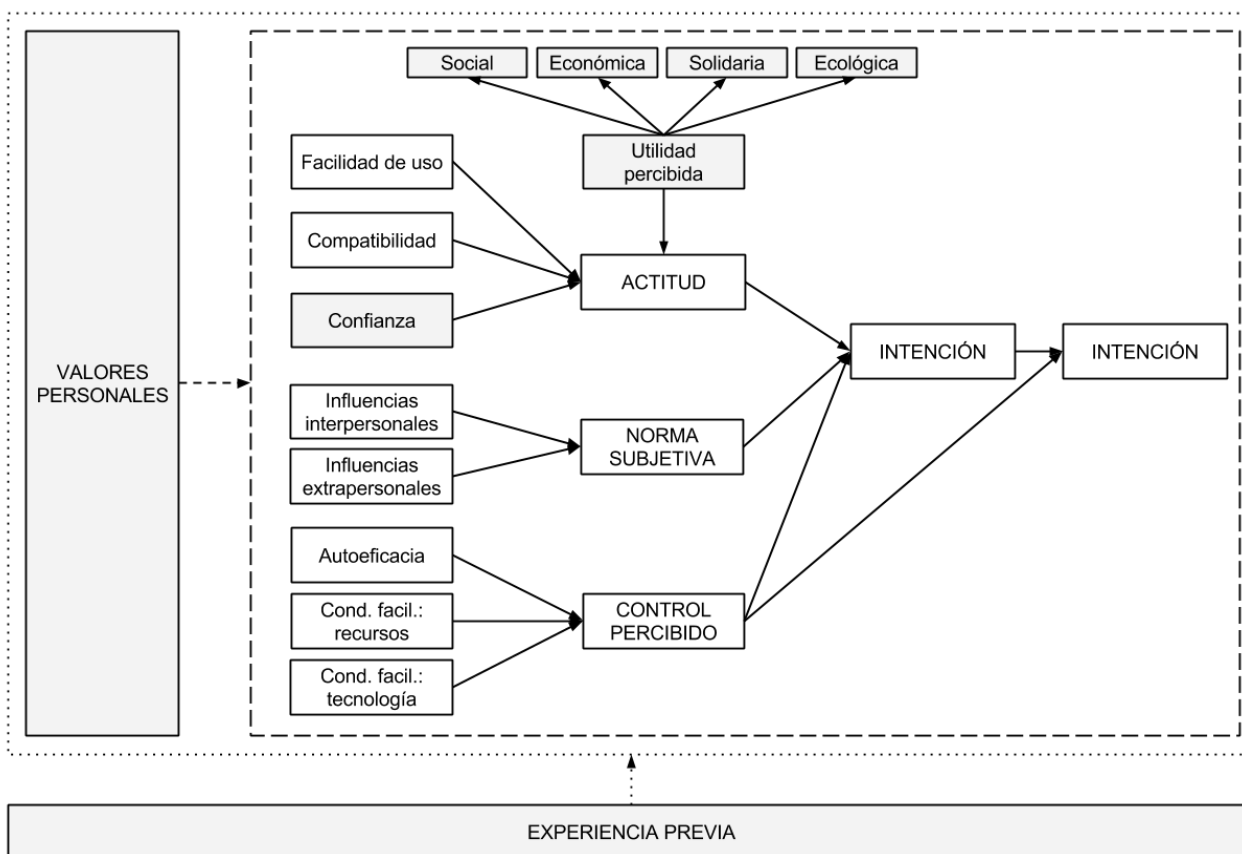 Social
Económica
Solidaria
Ecológica
Utilidad
percibida
Facilidad de uso
Compatibilidad
Confianza
ACTITUD
INTENCIÓN
INTENCIÓN
VALORES
PERSONALES
Influencias
interpersonales
Influencias
extrapersonales
NORMA
SUBJETIVA
Autoeficacia
Cond. facil.:
recursos
Cond. facil.:
tecnología
CONTROL
PERCIBIDO
EXPERIENCIA PREVIA